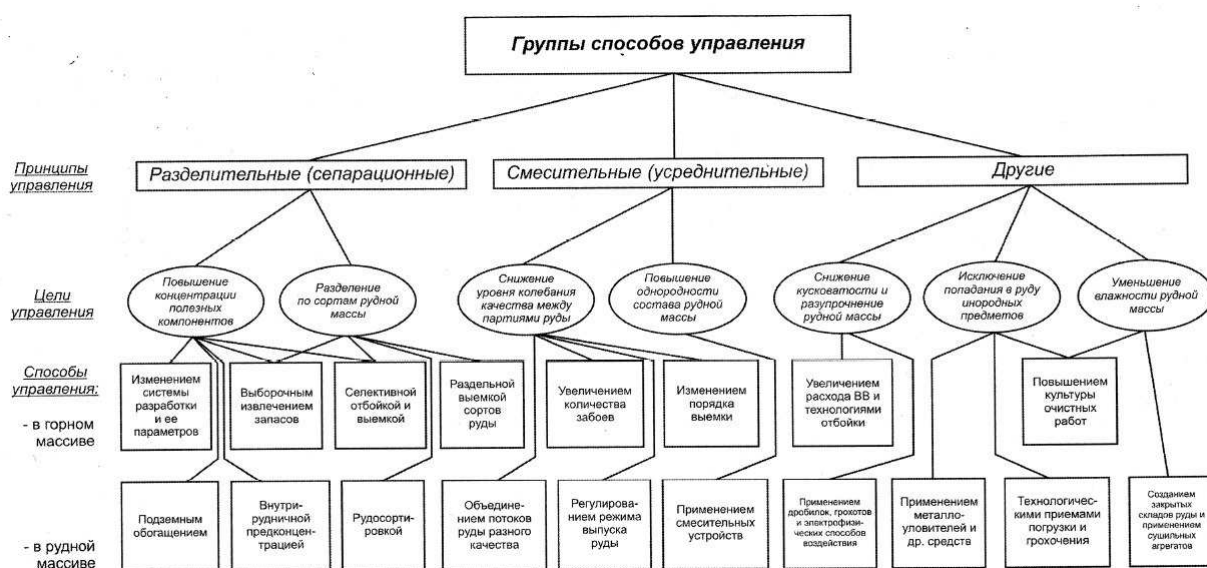 Группы способов управления
Принципы
управления
Разделительные (сепарационные)
Смесительные (усреднительные)
Другие
Цели
управления
Повышение
концентрации
полезных
компонентов
Разделение
по сортам рудной
массы
Снижение
уровня колебания
качества между
партиями руды
Повышение
однородности
состава рудной
массы
Снижение
кусковатости и
разупрочнение
рудной массы
Исключение
попадания в руду
инородных
предметов
Уменьшение
влажности рудной
массы
Способы
управления:
- в горном
массиве
Изменением
системы
разработки
и ее
параметров
Выборочным
извлечением
запасов
Селективной
отбойкой и
выемкой
Раздельной
выемкой
сортов
руды
Увеличением
количества
забоев
Изменением
порядка
выемки
Увеличением
расхода ВВ и
технологиями
отбойки
Повышением
культуры
очистных
работ
- в рудной
массиве
Подземным
обогащением
Внутри-
рудничной
предконцен-
трацией
Рудосорти-
ровкой
Объедине-
нием потоков
руды разного
качества
Регулирова-
нием режима
выпуска
руды
Применением
смесительных
устройств
Применением
дробилок, грохотов
и электрофизи-
ческих способов
воздействия
Применением
металло-
уловителей и
др. средств
Технологичес-
кими приемами
погрузки и
грохочения
Созданием
закрытых
складов руды и
применением
сушильных
агрегатов